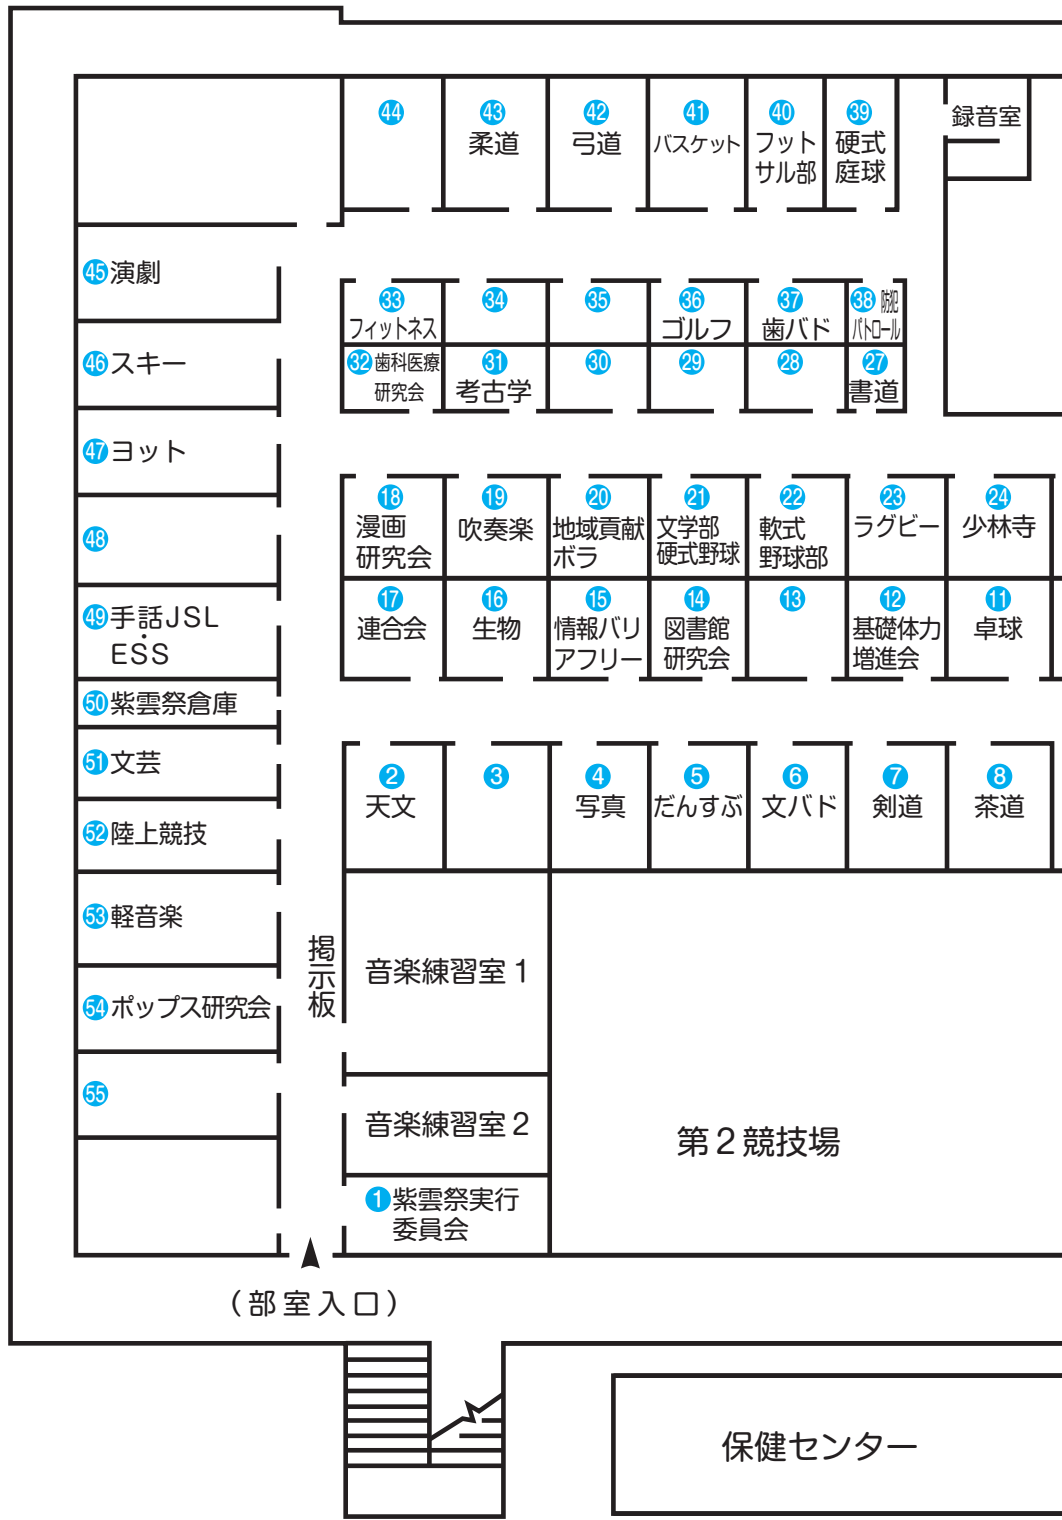 44
43
柔道
42
弓道
41
バスケット
40
フット
サル部
39
硬式
庭球
録音室
45 演劇
33
フィットネス
34
35
36
ゴルフ
37
歯バド
38 防犯
パトロール
46 スキー
32 歯科医療
研究会
31
考古学
30
29
28
27
書道
47 ヨット
18
漫画
研究会
19
吹奏楽
20
地域貢献
ボラ
21
文学部
硬式野球
22
軟式
野球部
23
ラグビー
24
少林寺
48
49 手話JSL
・
ESS
17
連合会
16
生物
15
情報バリ
アフリー
14
図書館
研究会
13
12
基礎体力
増進会
11
卓球
50 紫雲祭倉庫
51 文芸
2
天文
3
4
写真
5
だんすぶ
6
文バド
7
剣道
8
茶道
52 陸上競技
53 軽音楽
掲示板
音楽練習室1
54 ポップス研究会
55
音楽練習室2
第2競技場
1 紫雲祭実行
委員会
(部室入口)
保健センター